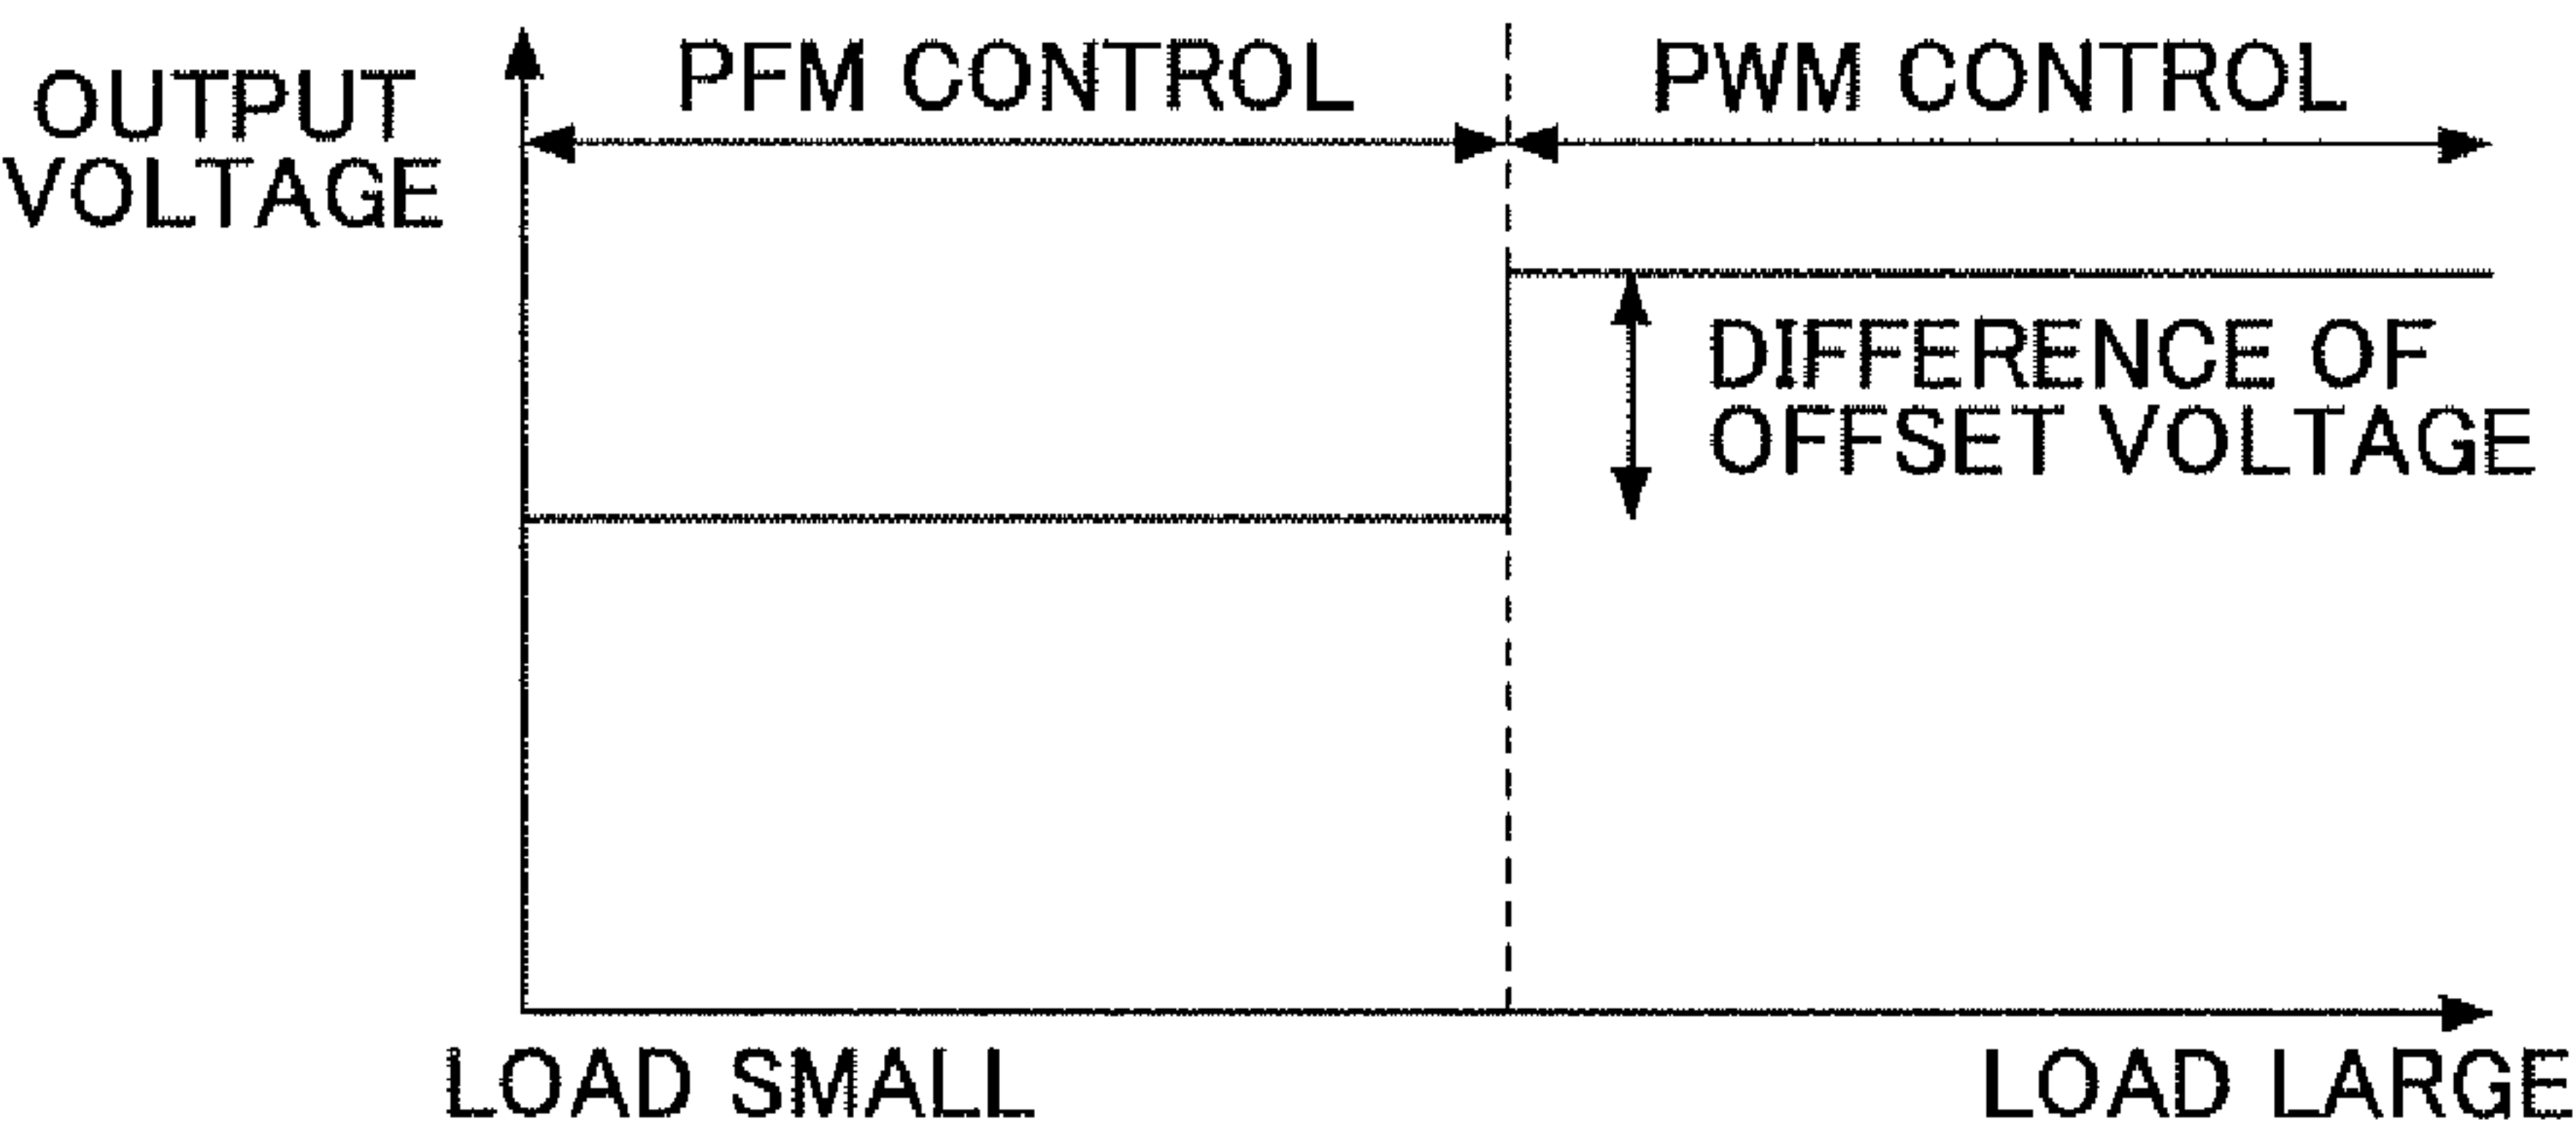 OUTPUT
VOLTAGE
PFM CONTROL
PWM CONTROL
DIFFERENCE OF
OFFSET VOLTAGE
LOAD SMALL
LOAD LARGE